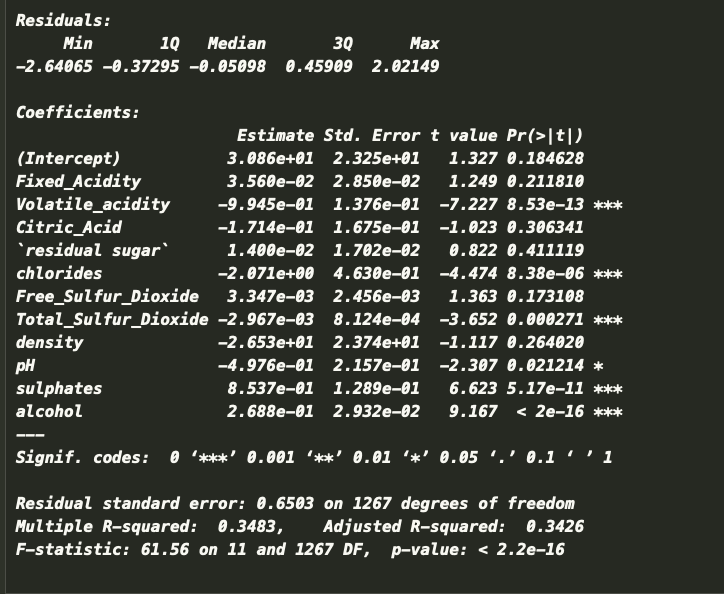 Residuals:
     Min       1Q   Median       3Q      Max
-2.64065 -0.37295 -0.05098  0.45909  2.02149

Coefficients:
                       Estimate Std. Error t value Pr(>|t|)
(Intercept)           3.086e+01  2.325e+01   1.327 0.184628
Fixed_Acidity         3.560e-02  2.850e-02   1.249 0.211810
Volatile_acidity     -9.945e-01  1.376e-01  -7.227 8.53e-13 ***
Citric_Acid          -1.714e-01  1.675e-01  -1.023 0.306341
`residual sugar`      1.400e-02  1.702e-02   0.822 0.411119
chlorides            -2.071e+00  4.630e-01  -4.474 8.38e-06 ***
Free_Sulfur_Dioxide   3.347e-03  2.456e-03   1.363 0.173108
Total_Sulfur_Dioxide -2.967e-03  8.124e-04  -3.652 0.000271 ***
density              -2.653e+01  2.374e+01  -1.117 0.264020
pH                   -4.976e-01  2.157e-01  -2.307 0.021214 *
sulphates             8.537e-01  1.289e-01   6.623 5.17e-11 ***
alcohol               2.688e-01  2.932e-02   9.167  < 2e-16 ***
---
Signif. codes:  0 ‘***’ 0.001 ‘**’ 0.01 ‘*’ 0.05 ‘.’ 0.1 ‘ ’ 1

Residual standard error: 0.6503 on 1267 degrees of freedom
Multiple R-squared:  0.3483,    Adjusted R-squared:  0.3426
F-statistic: 61.56 on 11 and 1267 DF,  p-value: < 2.2e-16